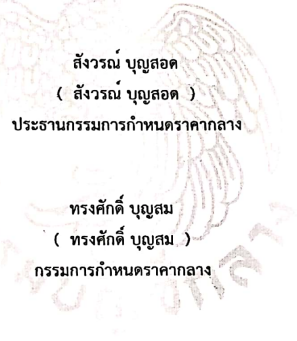 สังวรณ์ บุญสอด
( สังวรณ์ บุญสอด )
ประธานกรรมการกำหนดราคากลาง
ทรงศักดิ์ บุญสม
( ทรงศักดิ์ บุญสม )
กรรมการกำหนดราคากลาง